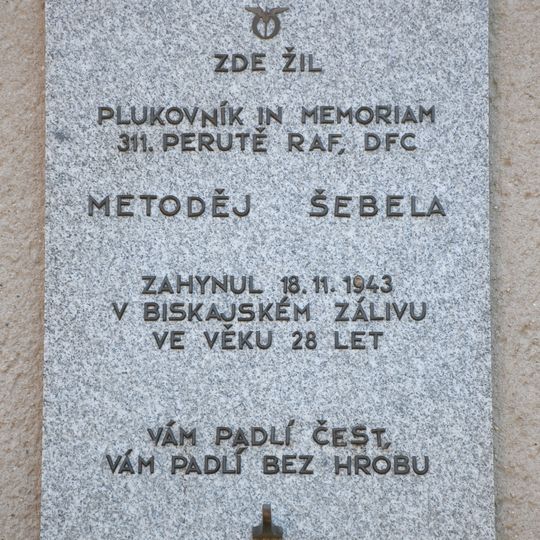 ZDE ŽIL
PLUKOVNÍK IN MEMORIAM
311. PERUTĚ RAF, DFC
METODĚJ ŠEBELA
ZAHYNUL 18.11.1943
V BISKAJSKÉM ZÁLIVU
VE VĚKU 28 LET
VÁM PADLÍ ČEST,
VÁM PADLÍ BEZ HROBU